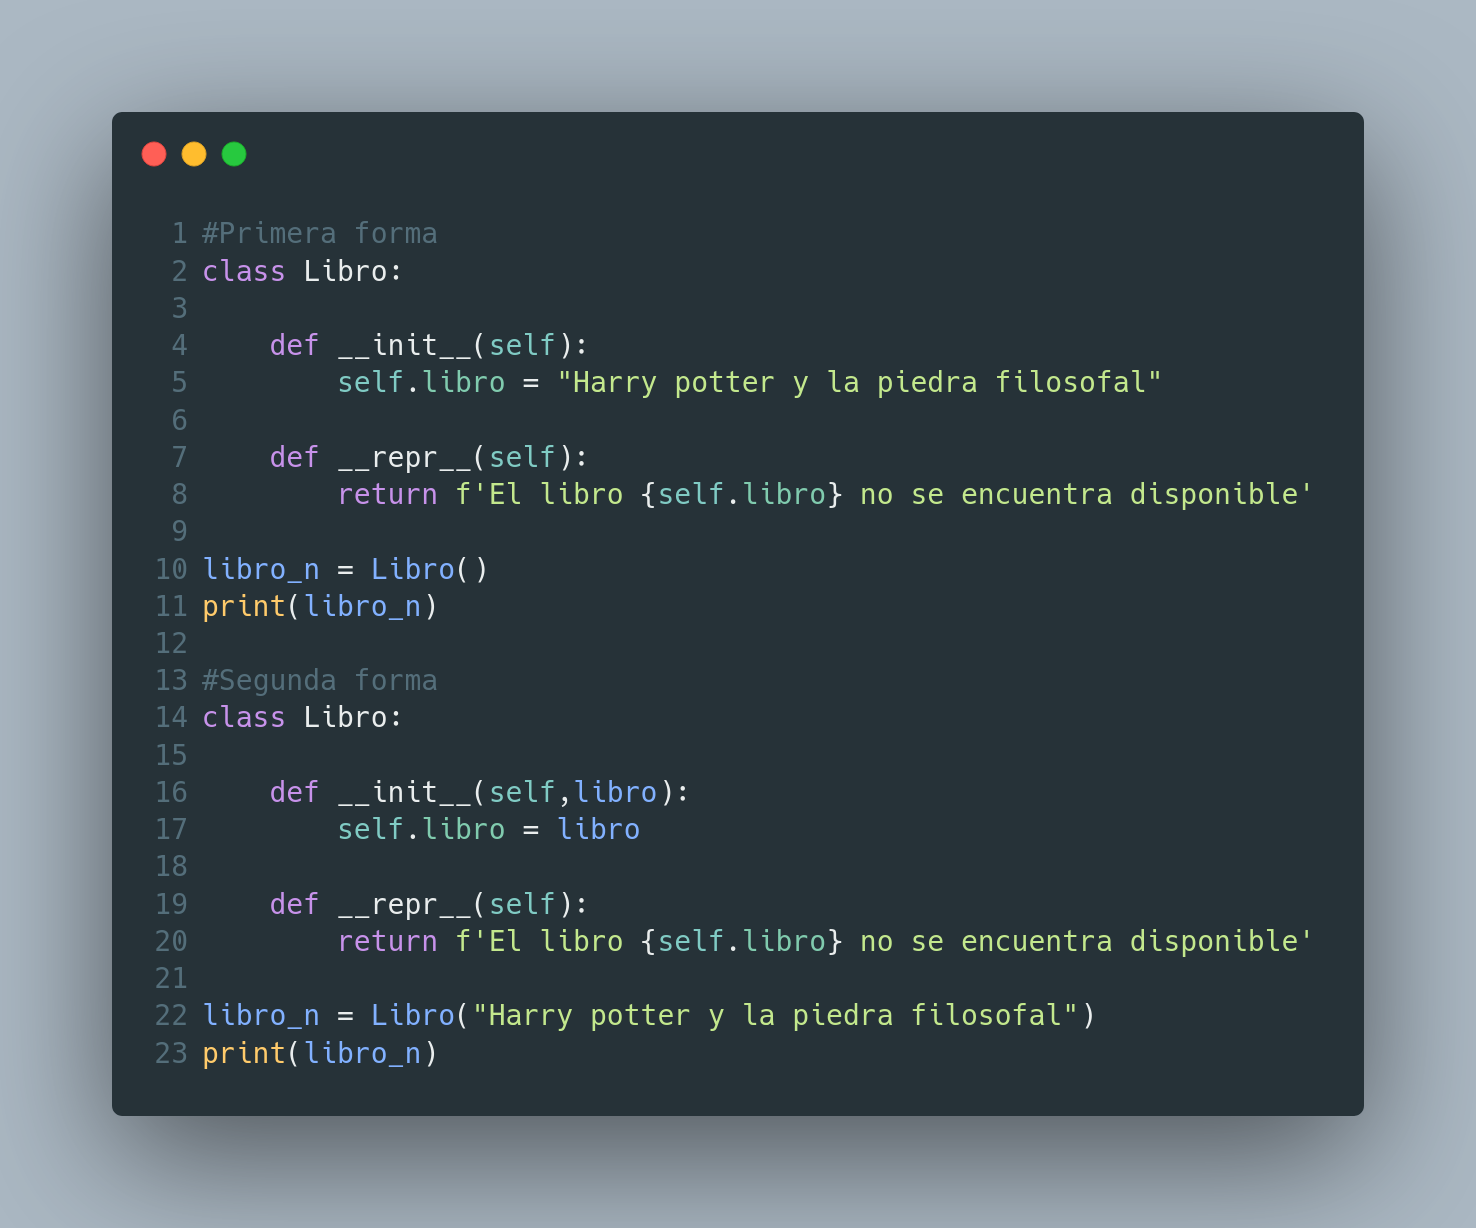 1 #Primera forma
2 class Libro:
3
4     def __init__(self):
5         self.libro = "Harry potter y la piedra filosofal"
6
7     def __repr__(self):
8         return f'El libro {self.libro} no se encuentra disponible'
9
10 libro_n = Libro()
11 print(libro_n)
12
13 #Segunda forma
14 class Libro:
15
16     def __init__(self,libro):
17         self.libro = libro
18
19     def __repr__(self):
20         return f'El libro {self.libro} no se encuentra disponible'
21
22 libro_n = Libro("Harry potter y la piedra filosofal")
23 print(libro_n)